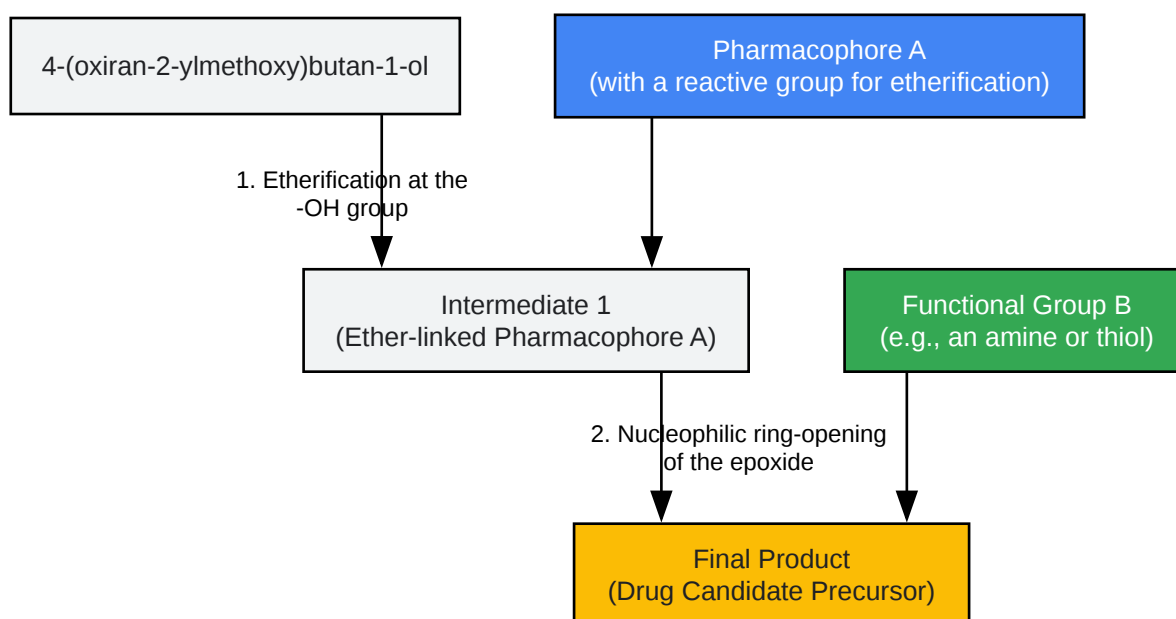 4-(oxiran-2-ylmethoxy)butan-1-ol
Pharmacophore A
(with a reactive group for etherification)
1. Etherification at the
-OH group
Intermediate 1
(Ether-linked Pharmacophore A)
Functional Group B
(e.g., an amine or thiol)
2. Nucleophilic ring-opening
of the epoxide
Final Product
(Drug Candidate Precursor)